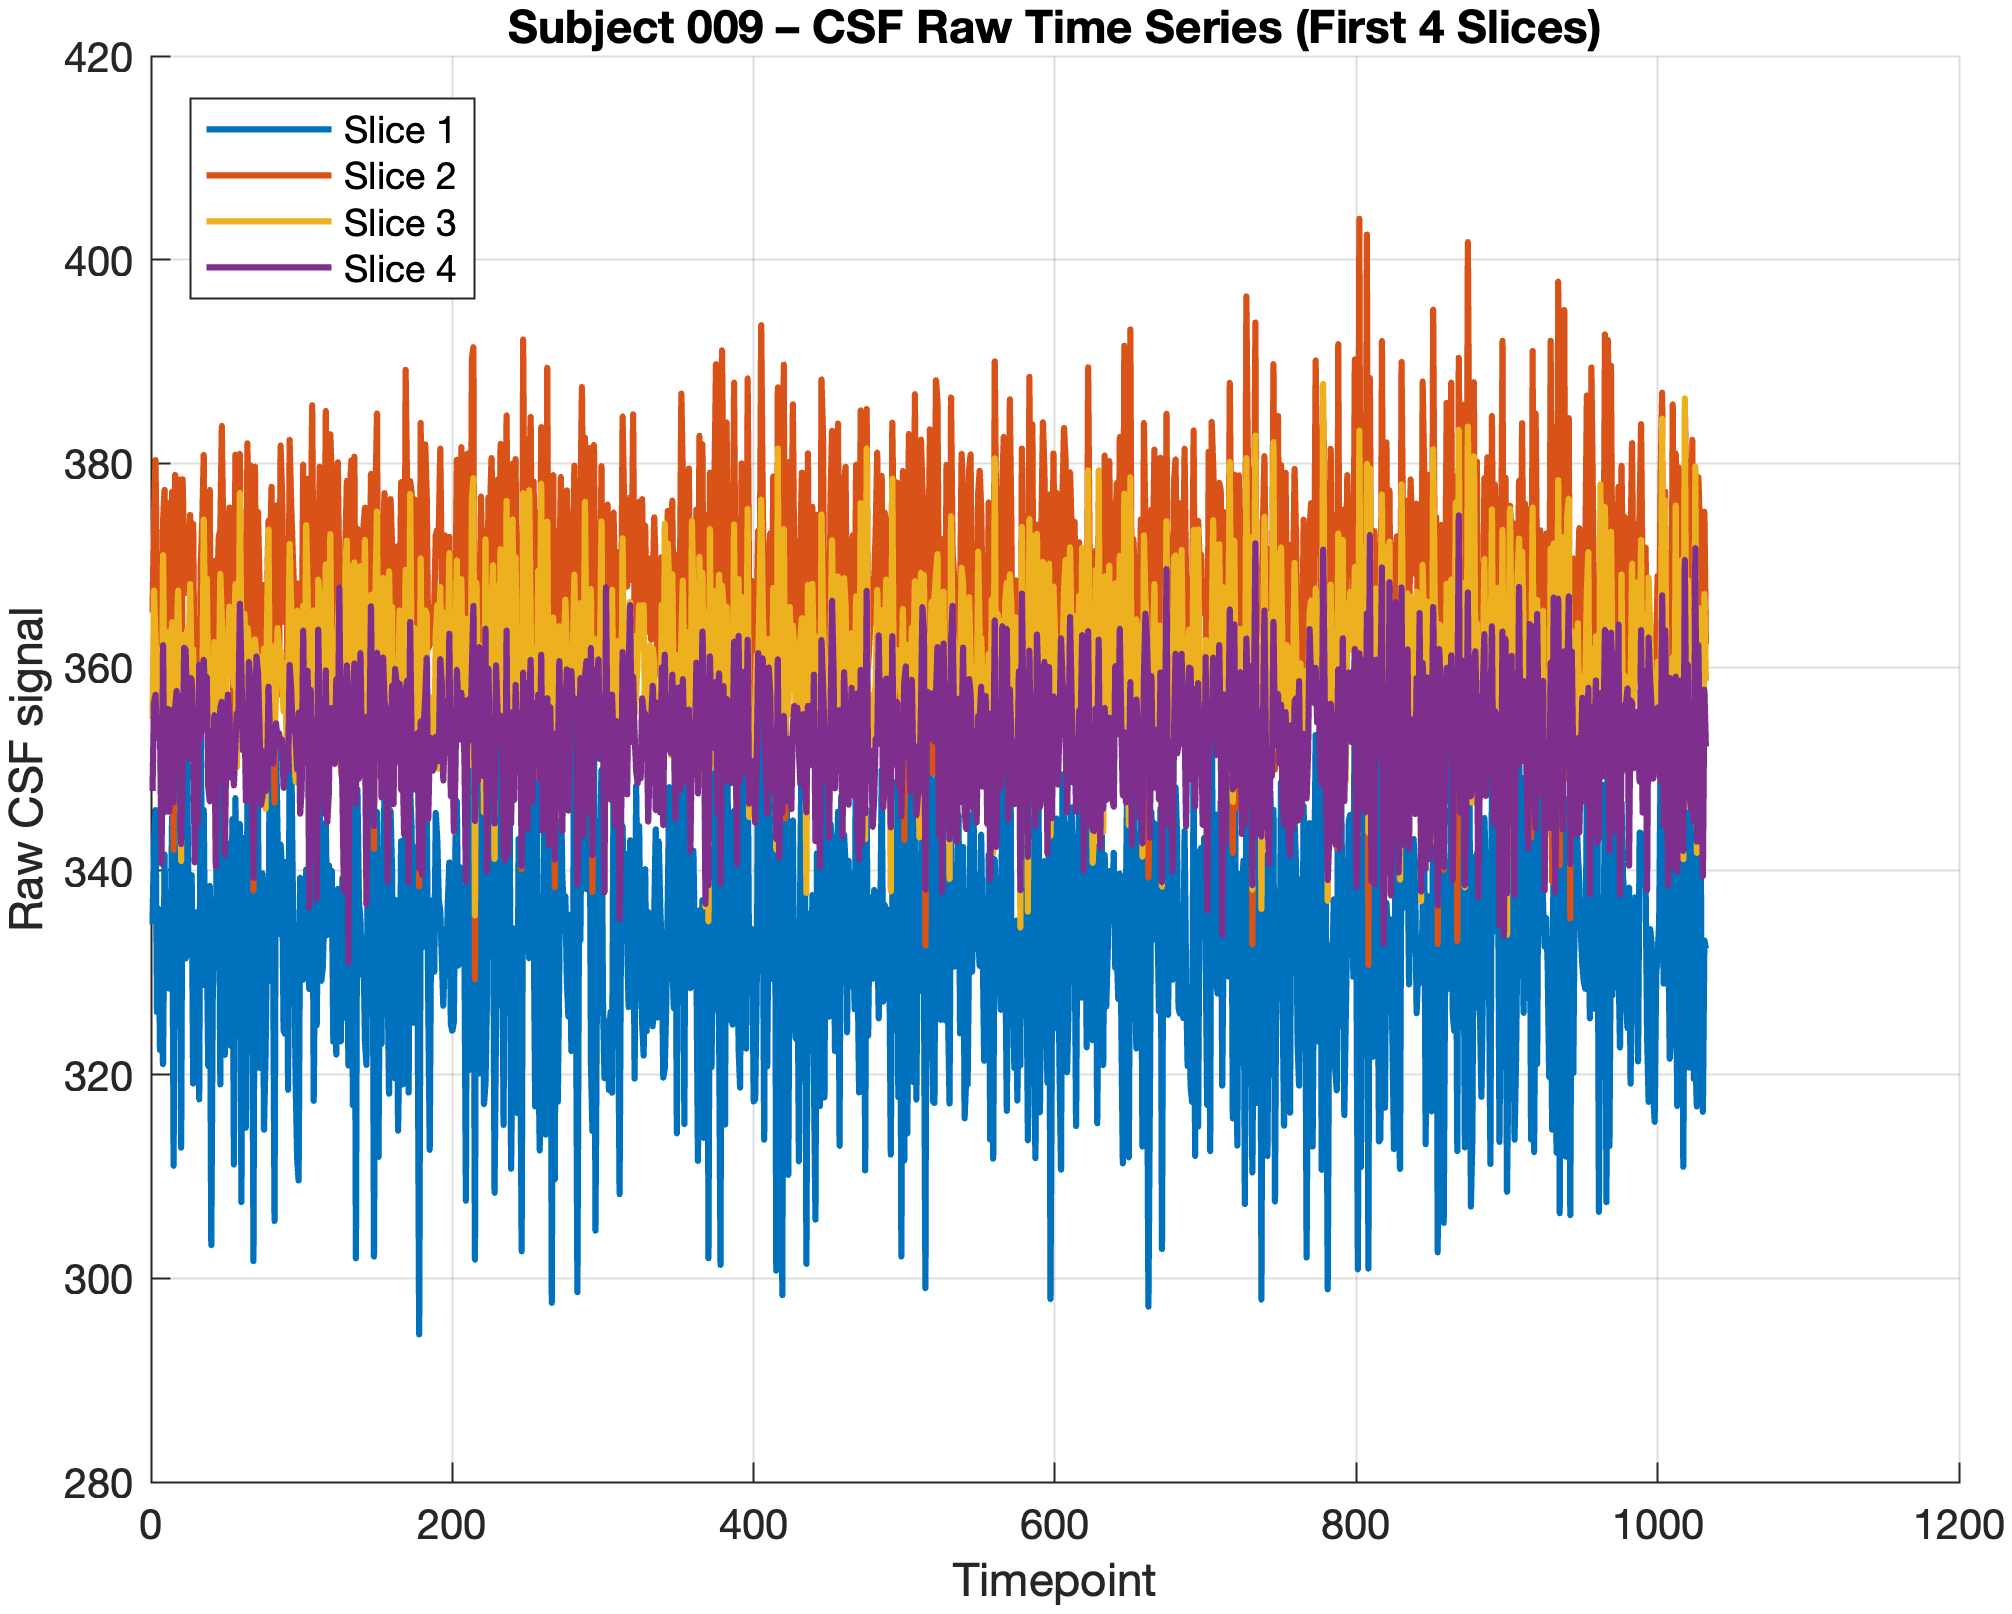 Subject 009 – CSF Raw Time Series (First 4 Slices)
420
400
380
360
340
320
300
280
Raw CSF signal
Slice 1
Slice 2
Slice 3
Slice 4
0 200 400 600 800 1000 1200
Timepoint